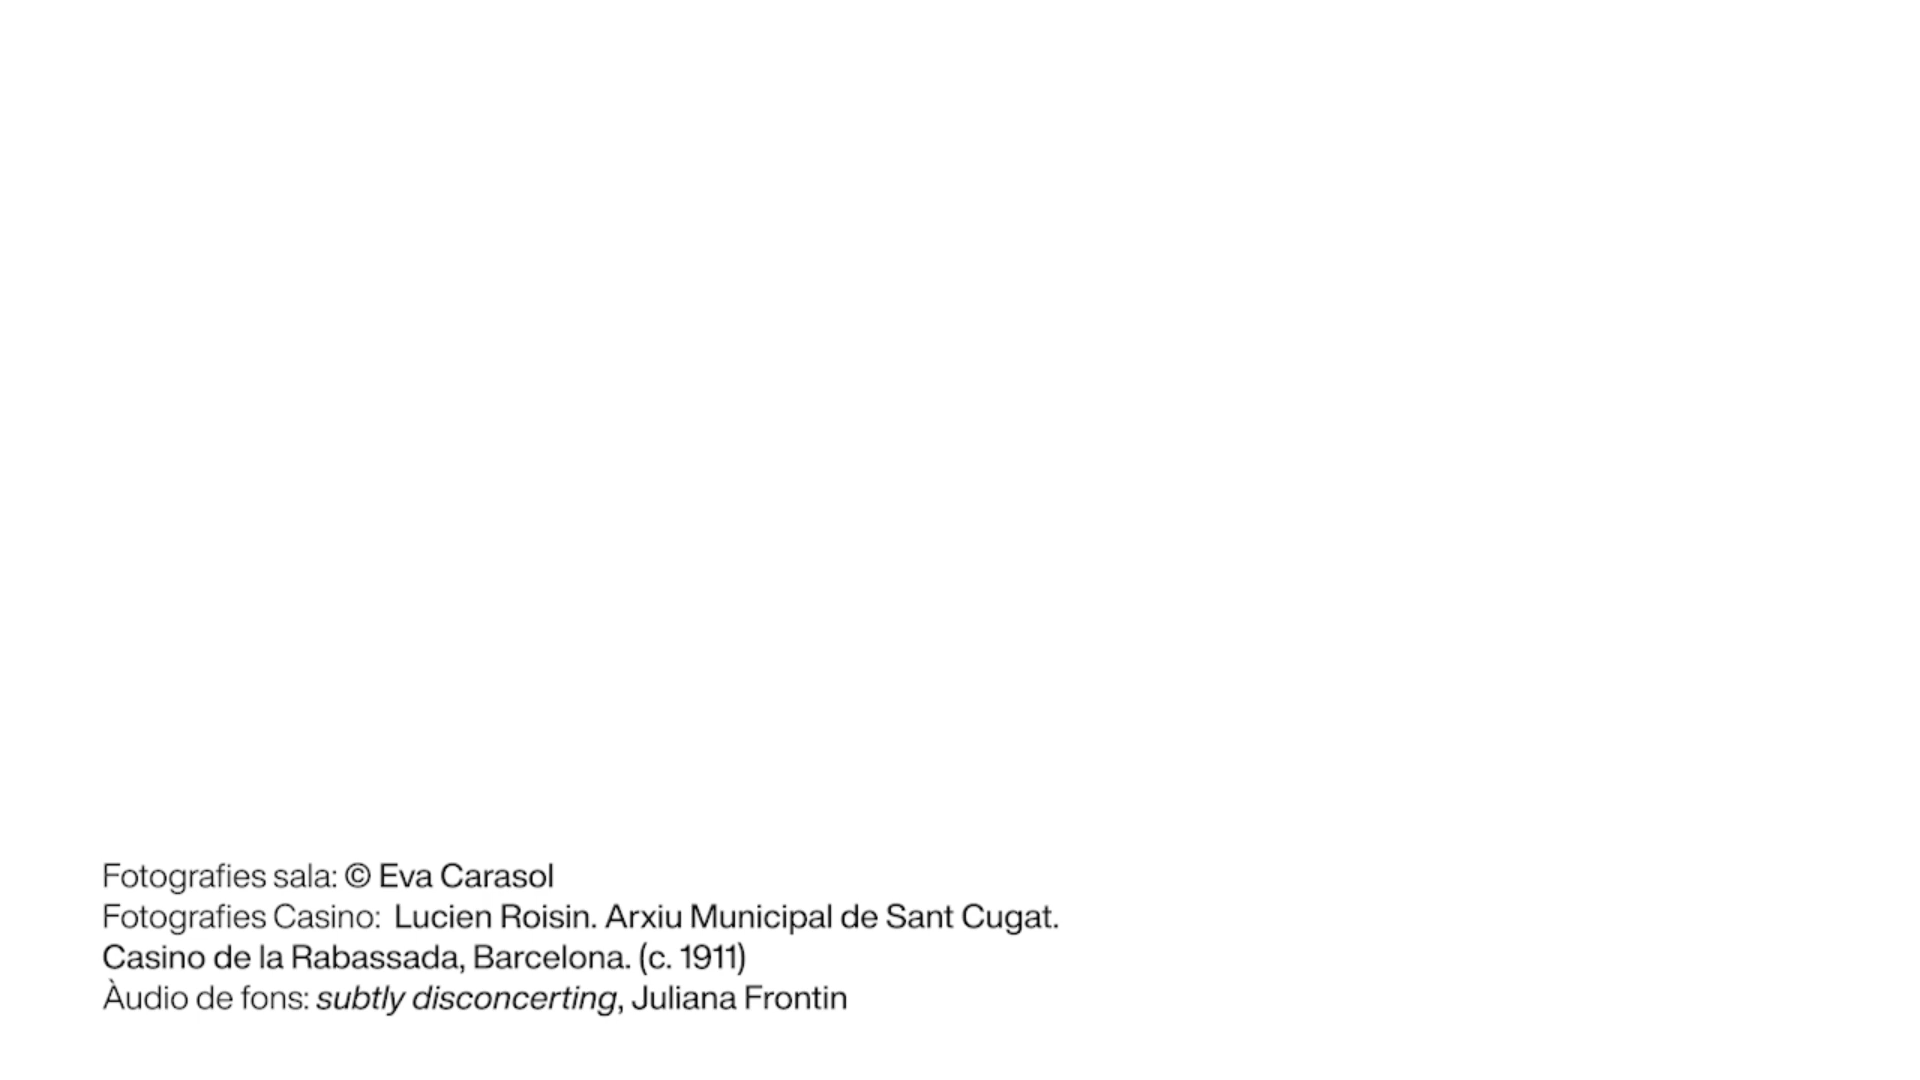 Fotografies sala: © Eva Carasol
Fotografies Casino: Lucien Roisin. Arxiu Municipal de Sant Cugat.
Casino de la Rabassada, Barcelona. (c. 1911)
Àudio de fons: subtly disconcerting, Juliana Frontin